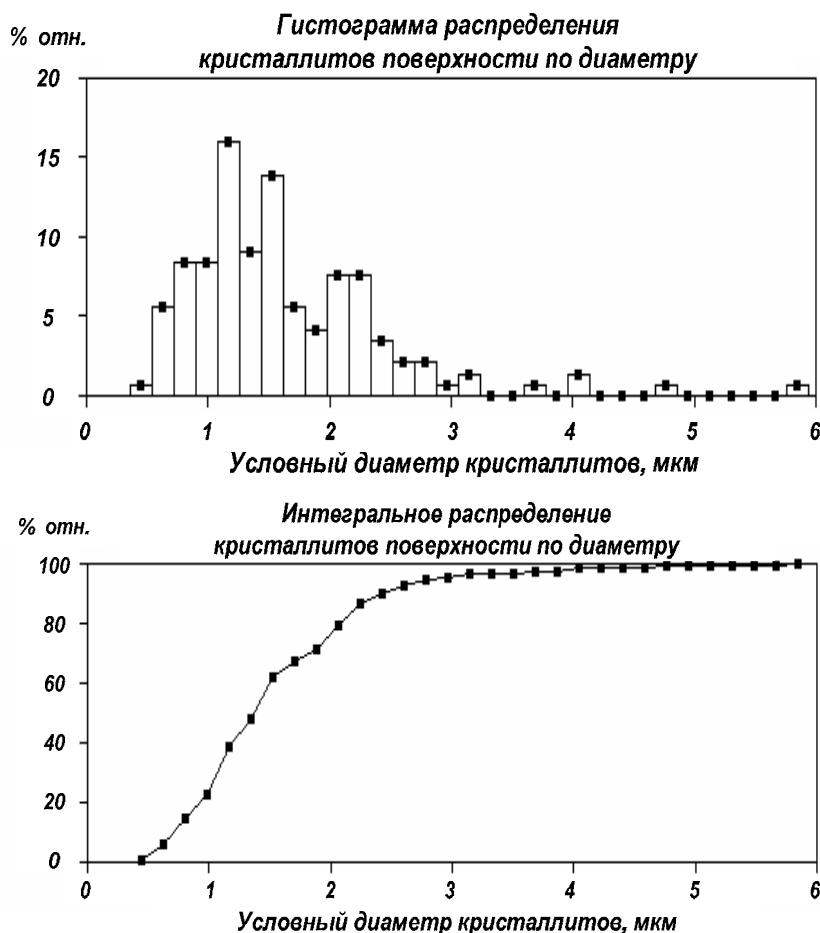 % отн.
Гистограмма распределения
кристаллитов поверхности по диаметру
20
15
10
5
0
0 1 2 3 4 5 6
Условный диаметр кристаллитов, мкм
% отн.
Интегральное распределение
кристаллитов поверхности по диаметру
100
80
60
40
20
0
0 1 2 3 4 5 6
Условный диаметр кристаллитов, мкм